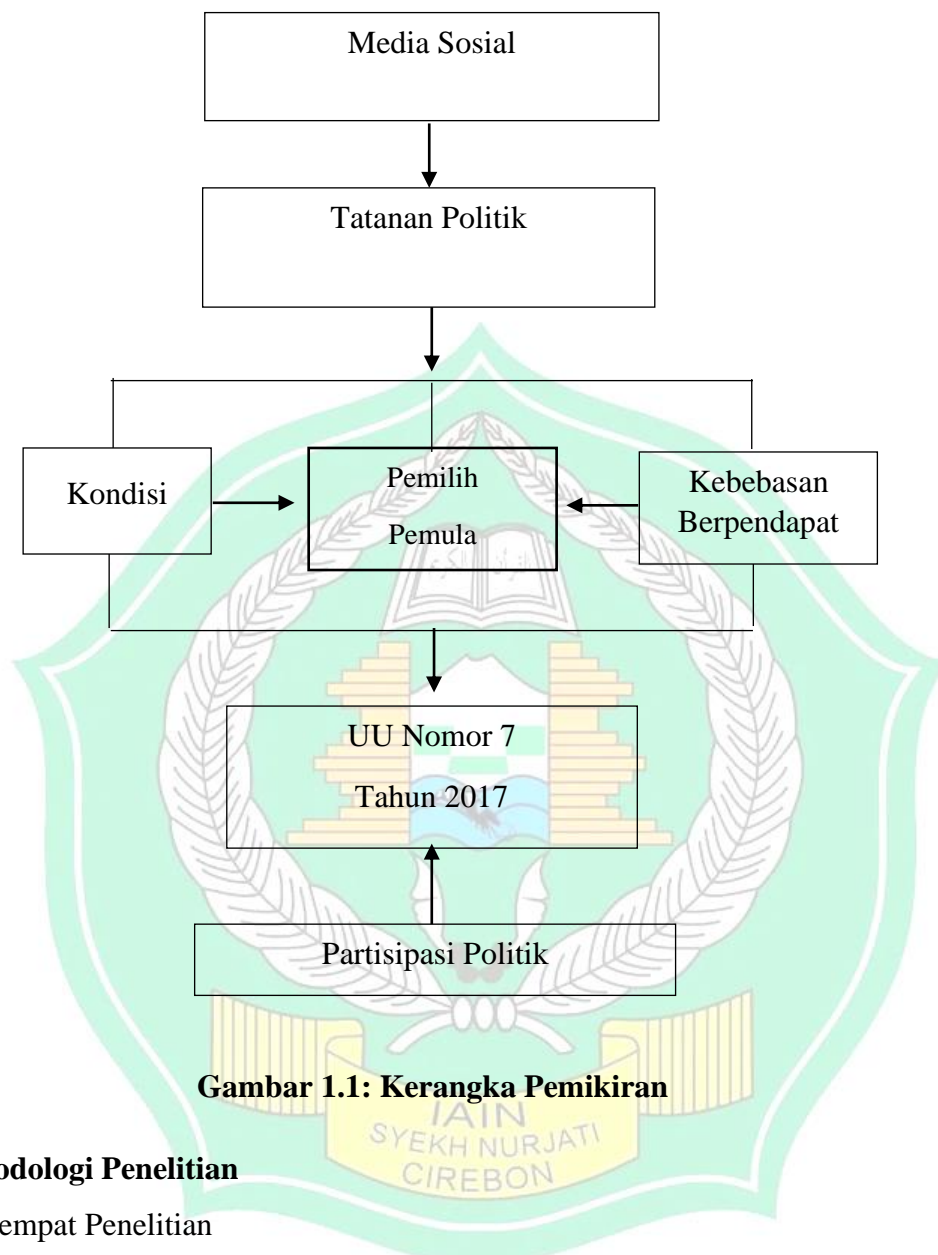 Media Sosial
Tatanan Politik
Kondisi
Pemilih
Pemula
Kebebasan
Berpendapat
UU Nomor 7
Tahun 2017
Partisipasi Politik
Gambar 1.1: Kerangka Pemikiran
IAIN
SYEKH NURJATI
CIREBON
odologi Penelitian
empat Penelitian